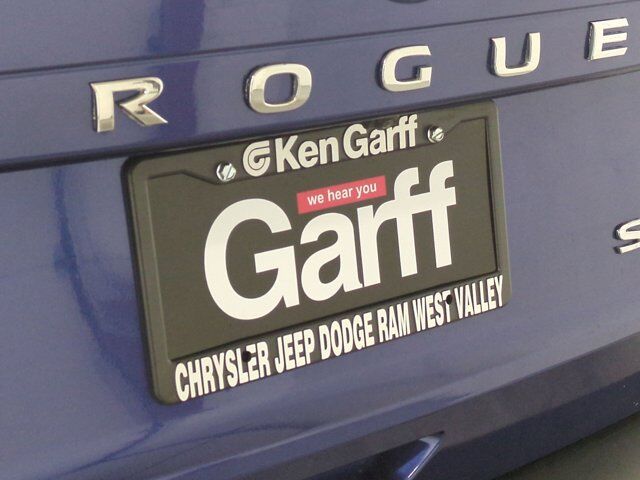 ROGUE
Ken Garff
we hear you
Garff
S
CHRYSLER JEEP DODGE RAM WEST VALLEY